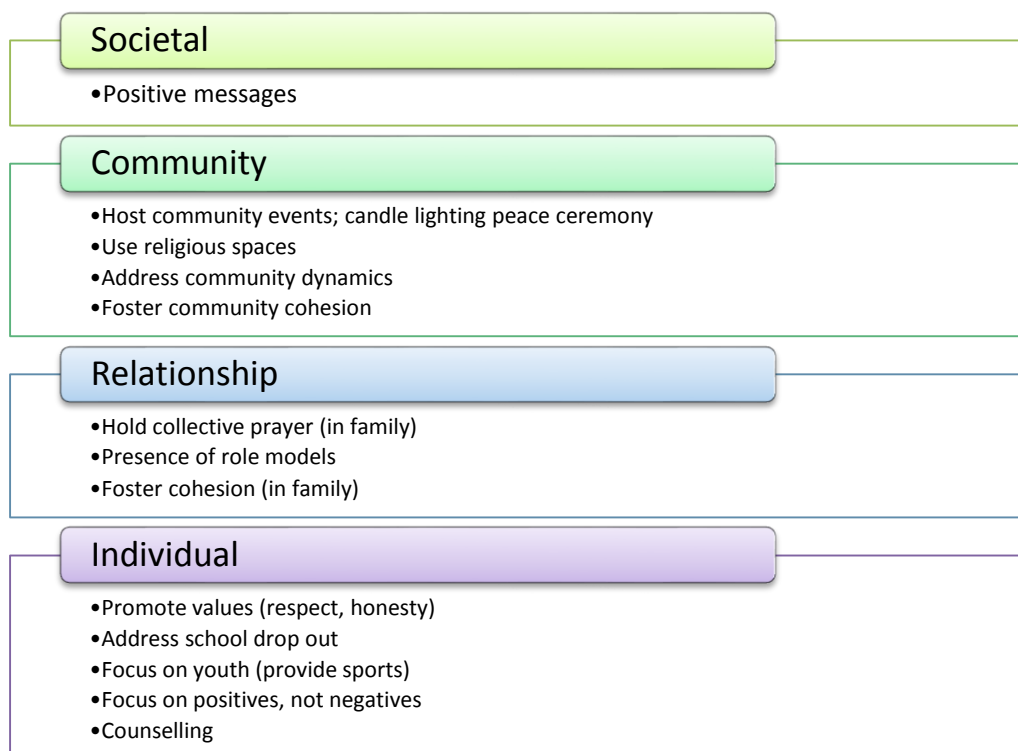 Societal
•Positive messages
Community
•Host community events; candle lighting peace ceremony
•Use religious spaces
•Address community dynamics
•Foster community cohesion
Relationship
•Hold collective prayer (in family)
•Presence of role models
•Foster cohesion (in family)
Individual
•Promote values (respect, honesty)
•Address school drop out
•Focus on youth (provide sports)
•Focus on positives, not negatives
•Counselling